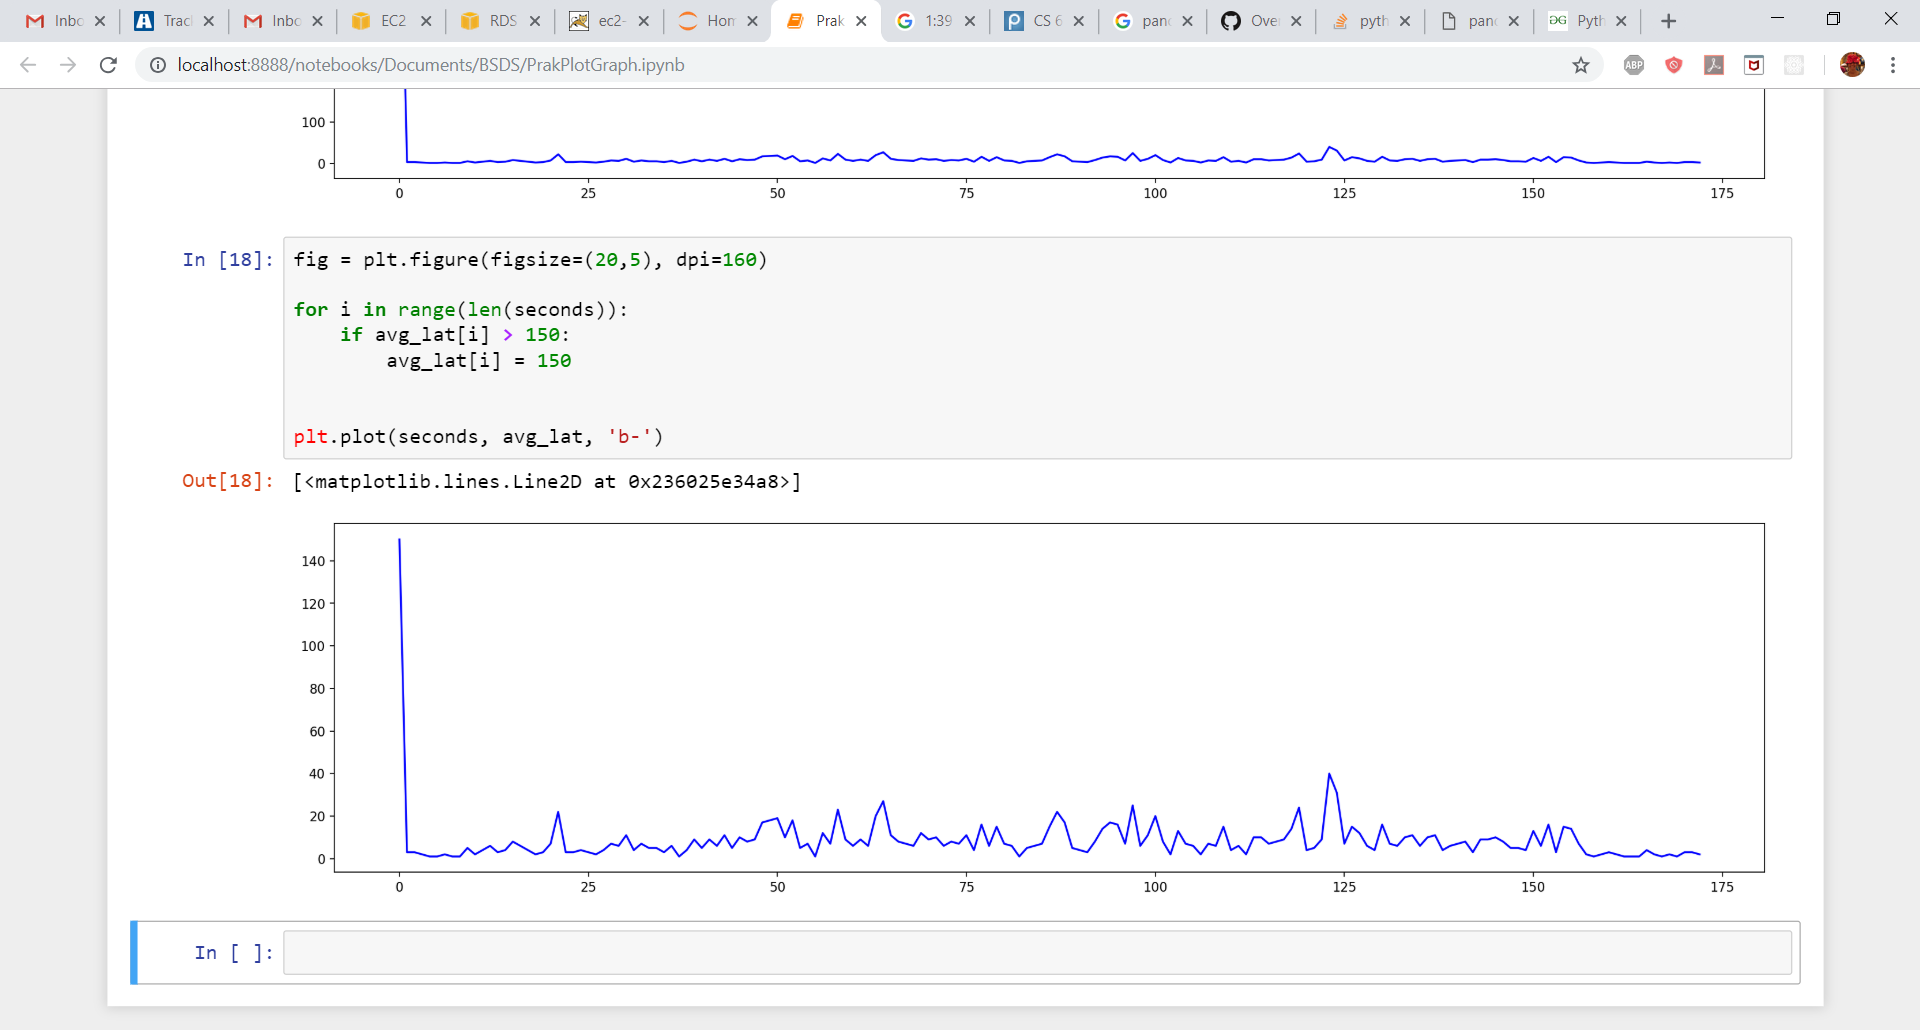 Inbo Trac Inbo EC2 RDS ec2- Hom Prak 1:39 CS 6 panc Over pyth panc Pyth
localhost:8888/notebooks/Documents/BSDS/PrakPlotGraph.ipynb
ABP
100
0
0 25 50 75 100 125 150 175
In [18]: fig = plt.figure(figsize=(20,5), dpi=160)
for i in range(len(seconds)):
    if avg_lat[i] > 150:
        avg_lat[i] = 150
plt.plot(seconds, avg_lat, 'b-')
Out[18]: [<matplotlib.lines.Line2D at 0x236025e34a8>]
140
120
100
80
60
40
20
0
0 25 50 75 100 125 150 175
In [ ]: